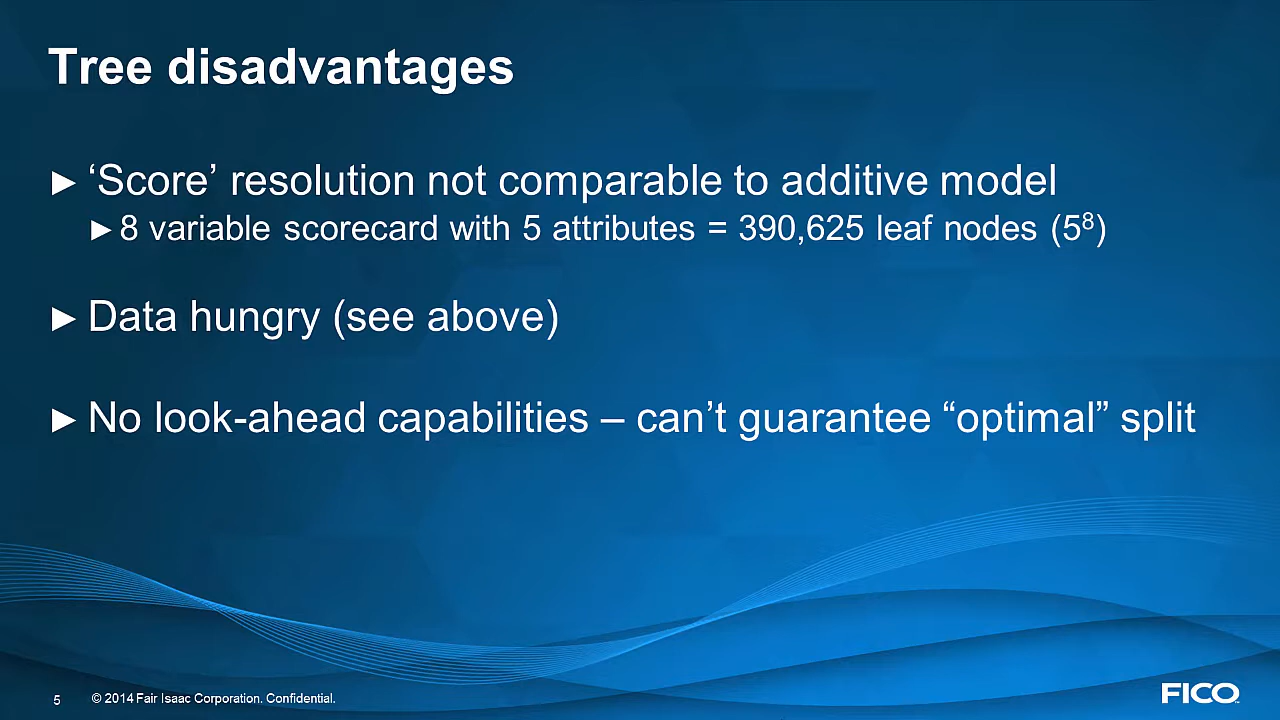 Tree disadvantages
► ‘Score’ resolution not comparable to additive model
► 8 variable scorecard with 5 attributes = 390,625 leaf nodes (5⁸)
► Data hungry (see above)
► No look-ahead capabilities – can’t guarantee “optimal” split
5 © 2014 Fair Isaac Corporation. Confidential.
FICO™